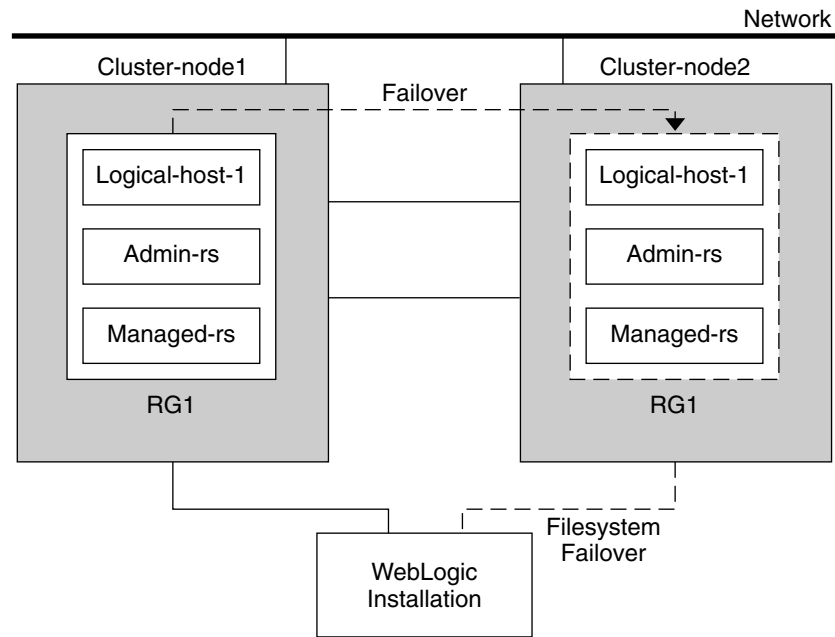 Network
Cluster-node1
Cluster-node2
Failover
Logical-host-1
Admin-rs
Managed-rs
RG1
Logical-host-1
Admin-rs
Managed-rs
RG1
Filesystem
Failover
WebLogic
Installation